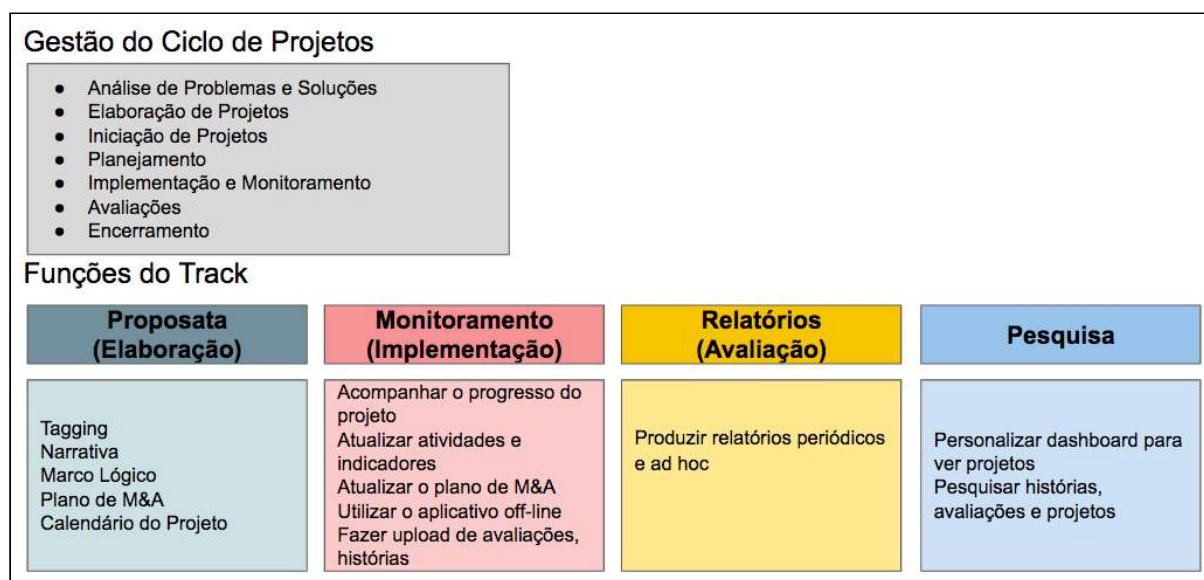 Gestão do Ciclo de Projetos
● Análise de Problemas e Soluções
● Elaboração de Projetos
● Iniciação de Projetos
● Planejamento
● Implementação e Monitoramento
● Avaliações
● Encerramento
Funções do Track
Proposata
(Elaboração)
Tagging
Narrativa
Marco Lógico
Plano de M&A
Calendário do Projeto
Monitoramento
(Implementação)
Acompanhar o progresso do
projeto
Atualizar atividades e
indicadores
Atualizar o plano de M&A
Utilizar o aplicativo off-line
Fazer upload de avaliações,
histórias
Relatórios
(Avaliação)
Produzir relatórios periódicos
e ad hoc
Pesquisa
Personalizar dashboard para
ver projetos
Pesquisar histórias,
avaliações e projetos